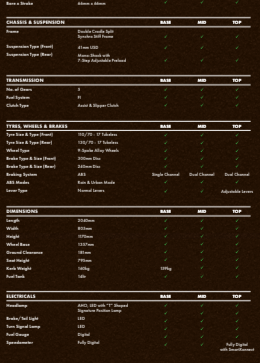 Bore x Stroke 66mm x 66mm
CHASSIS & SUSPENSION BASE MID TOP
Frame Double Cradle Split
Synchro Stiff Frame
Suspension Type (Front) 41mm USD
Suspension Type (Rear) Mono Shock with
7-Step Adjustable Preload
TRANSMISSION BASE MID TOP
No. of Gears
Fuel System FI
Clutch Type Assist & Slipper Clutch
TYRES, WHEELS & BRAKES BASE MID TOP
Tyre Size & Type (Front) 110/70 - 17 Tubeless
Tyre Size & Type (Rear) 150/70 - 17 Tubeless
Wheel Type 9-Spoke Alloy Wheels
Brake Type & Size (Front) 300mm Disc
Brake Type & Size (Rear) 240mm Disc
Braking System ABS Single Channel Dual Channel Dual Channel
ABS Modes Rain & Urban Mode
Lever Type Normal Levers Adjustable Levers
DIMENSIONS BASE MID TOP
Length 2040mm
Width
Height
Wheel Base 1357mm
Ground Clearance 181mm
Seat Height 795mm
Kerb Weight 160kg 159kg
Fuel Tank 14lt
ELECTRICALS BASE MID TOP
Headlamp AHO, LED with "T" Shaped
Signature Position Lamp
Brake/Tail Light LED
Turn Signal Lamp LED
Fuel Gauge Digital
Speedometer Fully Digital Fully Digital
with SmartXonnect